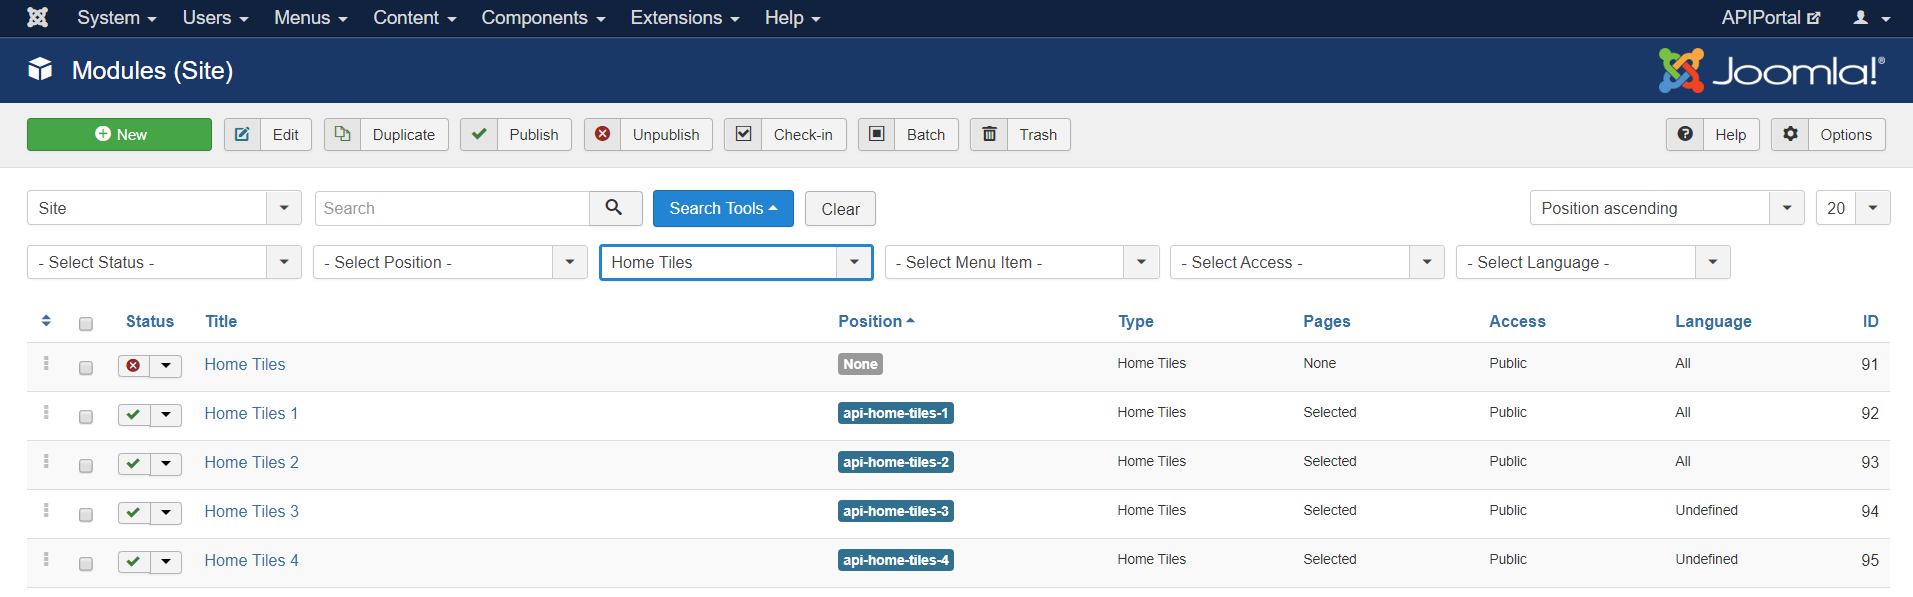 System Users Menus Content Components Extensions Help APIPortal
Modules (Site) Joomla!®
New Edit Duplicate Publish Unpublish Check-in Batch Trash Help Options
Site Search Search Tools Clear Position ascending 20
- Select Status - - Select Position - Home Tiles - Select Menu Item - - Select Access - - Select Language -
Status Title Position Type Pages Access Language ID
Home Tiles None Home Tiles None Public All 91
Home Tiles 1 api-home-tiles-1 Home Tiles Selected Public All 92
Home Tiles 2 api-home-tiles-2 Home Tiles Selected Public All 93
Home Tiles 3 api-home-tiles-3 Home Tiles Selected Public Undefined 94
Home Tiles 4 api-home-tiles-4 Home Tiles Selected Public Undefined 95